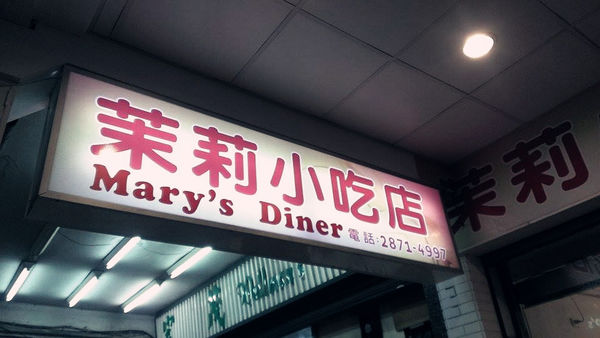 茉莉小吃店
Mary's Diner
電話:2871-4997
茉莉